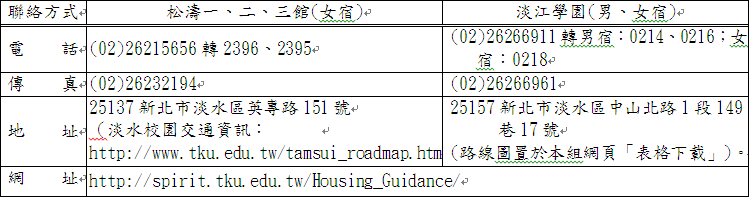 聯絡方式 松濤一、二、三館(女宿) 淡江學園(男、女宿)
電話 (02)26215656 轉 2396、2395 (02)26266911 轉男宿：0214、0216；女
宿：0218
傳真 (02)26232194 (02)26266961
地址 25137 新北市淡水區英專路 151 號 25157 新北市淡水區中山北路 1 段 149
(淡水校園交通資訊： 巷 17 號
http://www.tku.edu.tw/tamsui_roadmap.htm (路線圖置於本組網頁「表格下載」)。
網址 http://spirit.tku.edu.tw/Housing_Guidance/